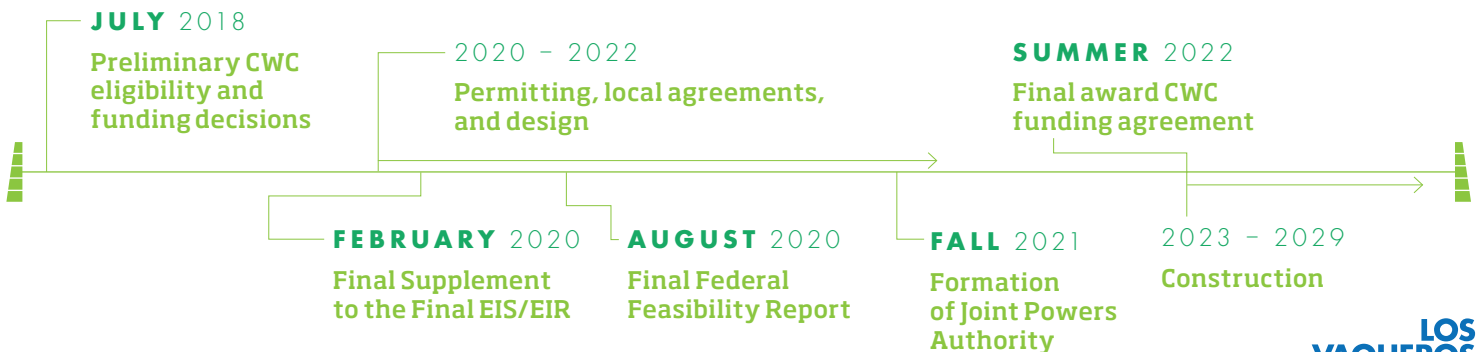 JULY 2018
Preliminary CWC
eligibility and
funding decisions
2020 – 2022
Permitting, local agreements,
and design
SUMMER 2022
Final award CWC
funding agreement
FEBRUARY 2020
Final Supplement
to the Final EIS/EIR
AUGUST 2020
Final Federal
Feasibility Report
FALL 2021
Formation
of Joint Powers
Authority
2023 – 2029
Construction
LOS
VAQUEROS